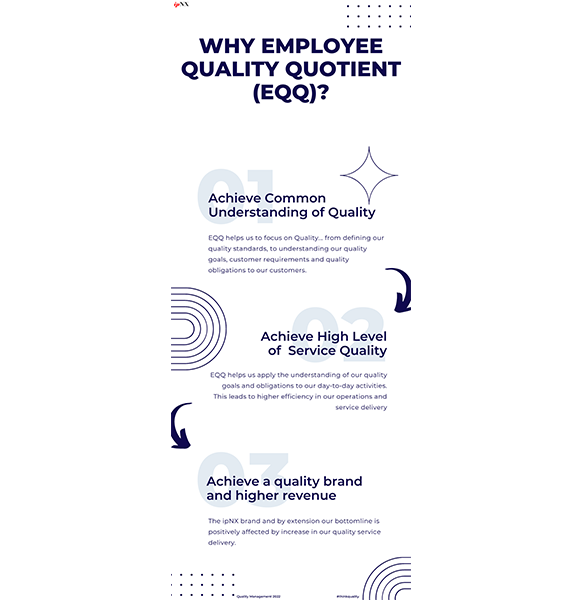 ipNX
WHY EMPLOYEE
QUALITY QUOTIENT
(EQQ)?
01
Achieve Common
Understanding of Quality
EQQ helps us to focus on Quality... from defining our
quality standards, to understanding our quality
goals, customer requirements and quality
obligations to our customers.
02
Achieve High Level
of Service Quality
EQQ helps us apply the understanding of our quality
goals and obligations to our day-to-day activities.
This leads to higher efficiency in our operations and
service delivery
03
Achieve a quality brand
and higher revenue
The ipNX brand and by extension our bottomline is
positively affected by increase in our quality service
delivery.
Quality Management 2022
#thinkquality